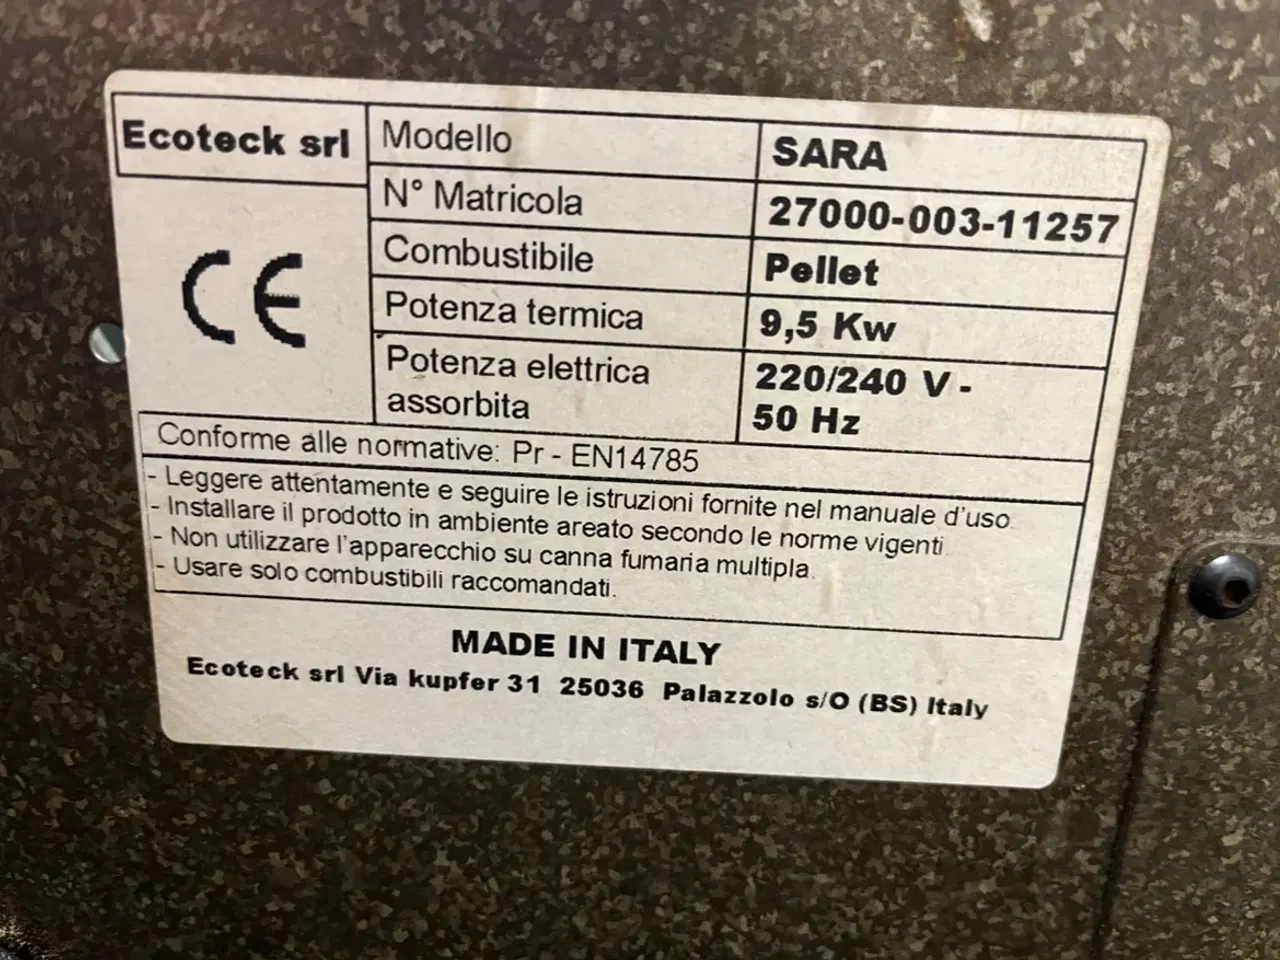 Ecoteck srl
CE
Modello SARA
N° Matricola 27000-003-11257
Combustibile Pellet
Potenza termica 9,5 Kw
Potenza elettrica assorbita 220/240 V - 50 Hz
Conforme alle normative: Pr - EN14785
- Leggere attentamente e seguire le istruzioni fornite nel manuale d'uso.
- Installare il prodotto in ambiente areato secondo le norme vigenti.
- Non utilizzare l'apparecchio su canna fumaria multipla.
- Usare solo combustibili raccomandati.
MADE IN ITALY
Ecoteck srl Via kupfer 31 25036 Palazzolo s/O (BS) Italy